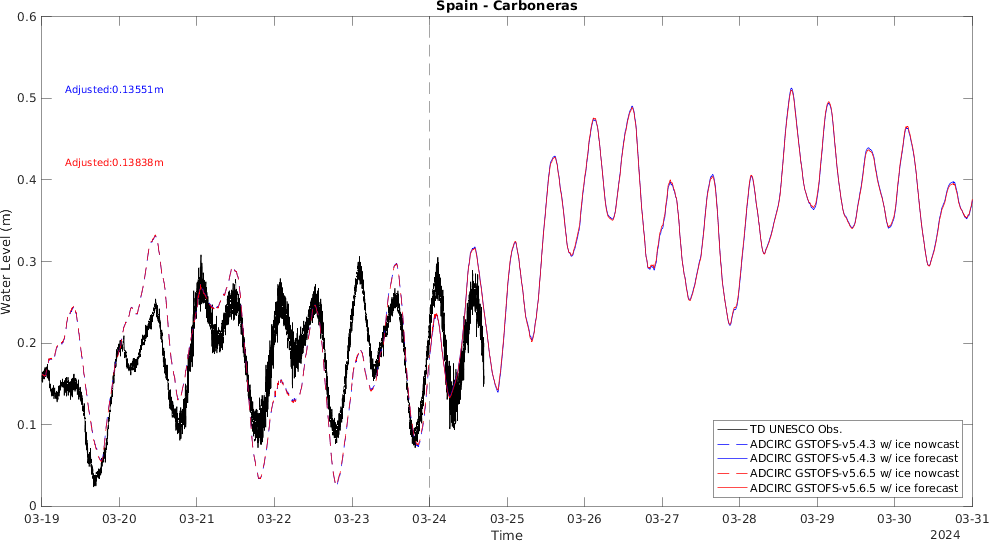 Spain - Carboneras
Water Level (m)
0.6
0.5
0.4
0.3
0.2
0.1
0
Adjusted:0.13551m
Adjusted:0.13838m
TD UNESCO Obs.
ADCIRC GSTOFS-v5.4.3 w/ ice nowcast
ADCIRC GSTOFS-v5.4.3 w/ ice forecast
ADCIRC GSTOFS-v5.6.5 w/ ice nowcast
ADCIRC GSTOFS-v5.6.5 w/ ice forecast
03-19 03-20 03-21 03-22 03-23 03-24 03-25 03-26 03-27 03-28 03-29 03-30 03-31
Time
2024